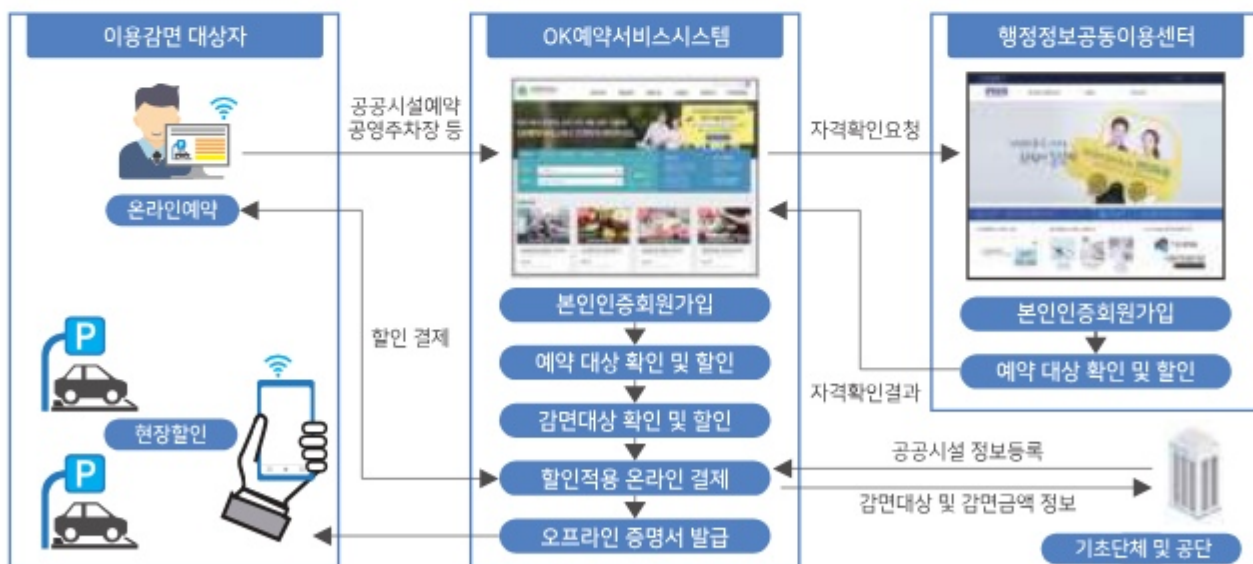 이용감면 대상자
OK예약서비스시스템
행정정보공동이용센터
공공시설예약
공영주차장 등
자격확인요청
온라인예약
본인인증회원가입
예약 대상 확인 및 할인
감면대상 확인 및 할인
할인적용 온라인 결제
오프라인 증명서 발급
본인인증회원가입
예약 대상 확인 및 할인
할인 결제
자격확인결과
P
현장할인
P
공공시설 정보등록
감면대상 및 감면금액 정보
기초단체 및 공단